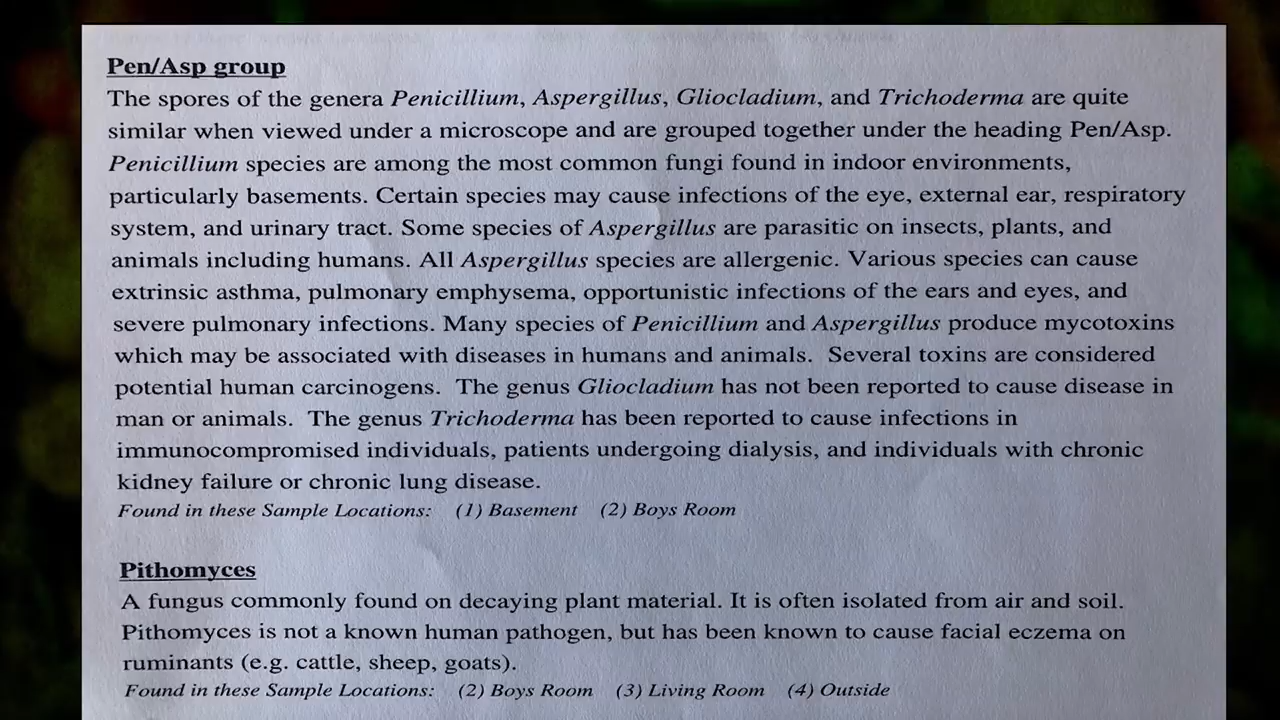 Pen/Asp group
The spores of the genera Penicillium, Aspergillus, Gliocladium, and Trichoderma are quite
similar when viewed under a microscope and are grouped together under the heading Pen/Asp.
Penicillium species are among the most common fungi found in indoor environments,
particularly basements. Certain species may cause infections of the eye, external ear, respiratory
system, and urinary tract. Some species of Aspergillus are parasitic on insects, plants, and
animals including humans. All Aspergillus species are allergenic. Various species can cause
extrinsic asthma, pulmonary emphysema, opportunistic infections of the ears and eyes, and
severe pulmonary infections. Many species of Penicillium and Aspergillus produce mycotoxins
which may be associated with diseases in humans and animals. Several toxins are considered
potential human carcinogens. The genus Gliocladium has not been reported to cause disease in
man or animals. The genus Trichoderma has been reported to cause infections in
immunocompromised individuals, patients undergoing dialysis, and individuals with chronic
kidney failure or chronic lung disease.
Found in these Sample Locations: (1) Basement (2) Boys Room
Pithomyces
A fungus commonly found on decaying plant material. It is often isolated from air and soil.
Pithomyces is not a known human pathogen, but has been known to cause facial eczema on
ruminants (e.g. cattle, sheep, goats).
Found in these Sample Locations: (2) Boys Room (3) Living Room (4) Outside